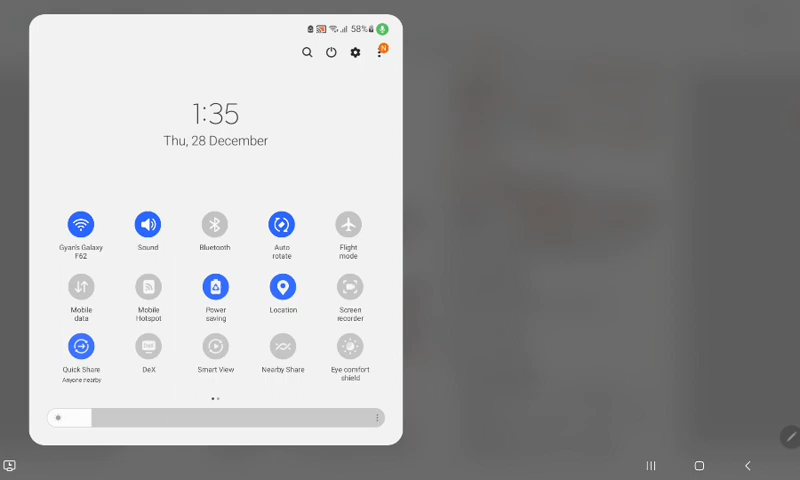 58%
N
1:35
Thu, 28 December
Gyan's Galaxy
F62
Sound
Bluetooth
Auto
rotate
Flight
mode
Mobile
data
Mobile
Hotspot
Power
saving
Location
Screen
recorder
Quick Share
Anyone nearby
DeX
DeX
Smart View
Nearby Share
Eye comfort
shield